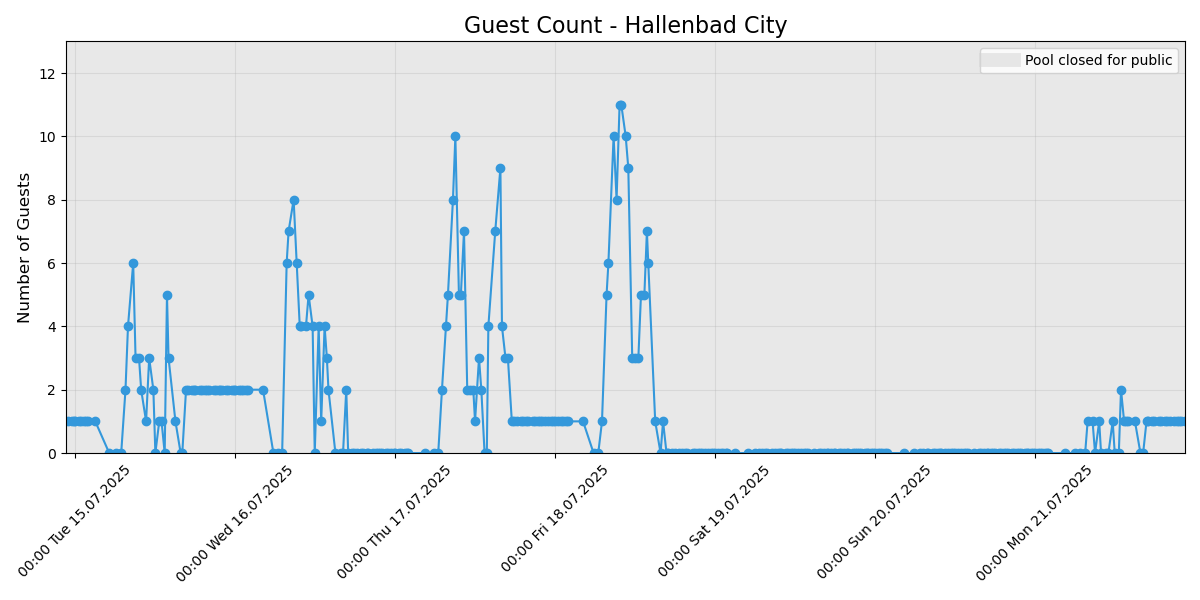 Guest Count - Hallenbad City
Pool closed for public
Number of Guests
12
10
8
6
4
2
0
00:00 Tue 15.07.2025
00:00 Wed 16.07.2025
00:00 Thu 17.07.2025
00:00 Fri 18.07.2025
00:00 Sat 19.07.2025
00:00 Sun 20.07.2025
00:00 Mon 21.07.2025